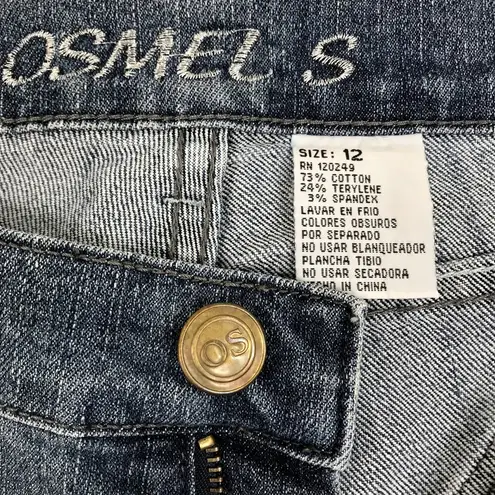 OSMEL S
SIZE: 12
RN 120249
73% COTTON
24% TERYLENE
3% SPANDEX
LAVAR EN FRIO
COLORES OBSUROS
POR SEPARADO
NO USAR BLANQUEADOR
PLANCHA TIBIO
NO USAR SECADORA
HECHO IN CHINA
OS